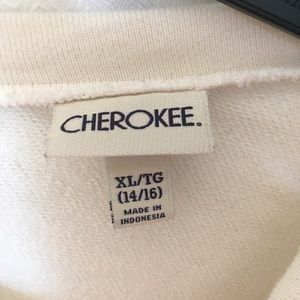 CHEROKEE.
XL/TG
(14/16)
MADE IN
INDONESIA